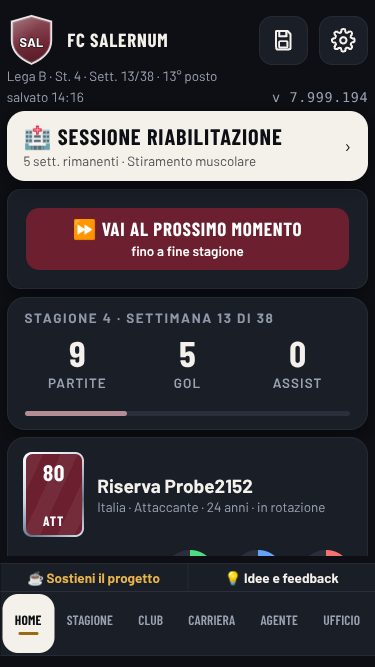 SAL
FC SALERNUM
Lega B · St. 4 · Sett. 13/38 · 13° posto
salvato 14:16
v 7.999.194
SESSIONE RIABILITAZIONE
5 sett. rimanenti · Stiramento muscolare
›
VAI AL PROSSIMO MOMENTO
fino a fine stagione
STAGIONE 4 · SETTIMANA 13 DI 38
9 5 0
PARTITE GOL ASSIST
80
ATT
Riserva Probe2152
Italia · Attaccante · 24 anni · in rotazione
☕ Sostieni il progetto
💡 Idee e feedback
HOME STAGIONE CLUB CARRIERA AGENTE UFFICIO